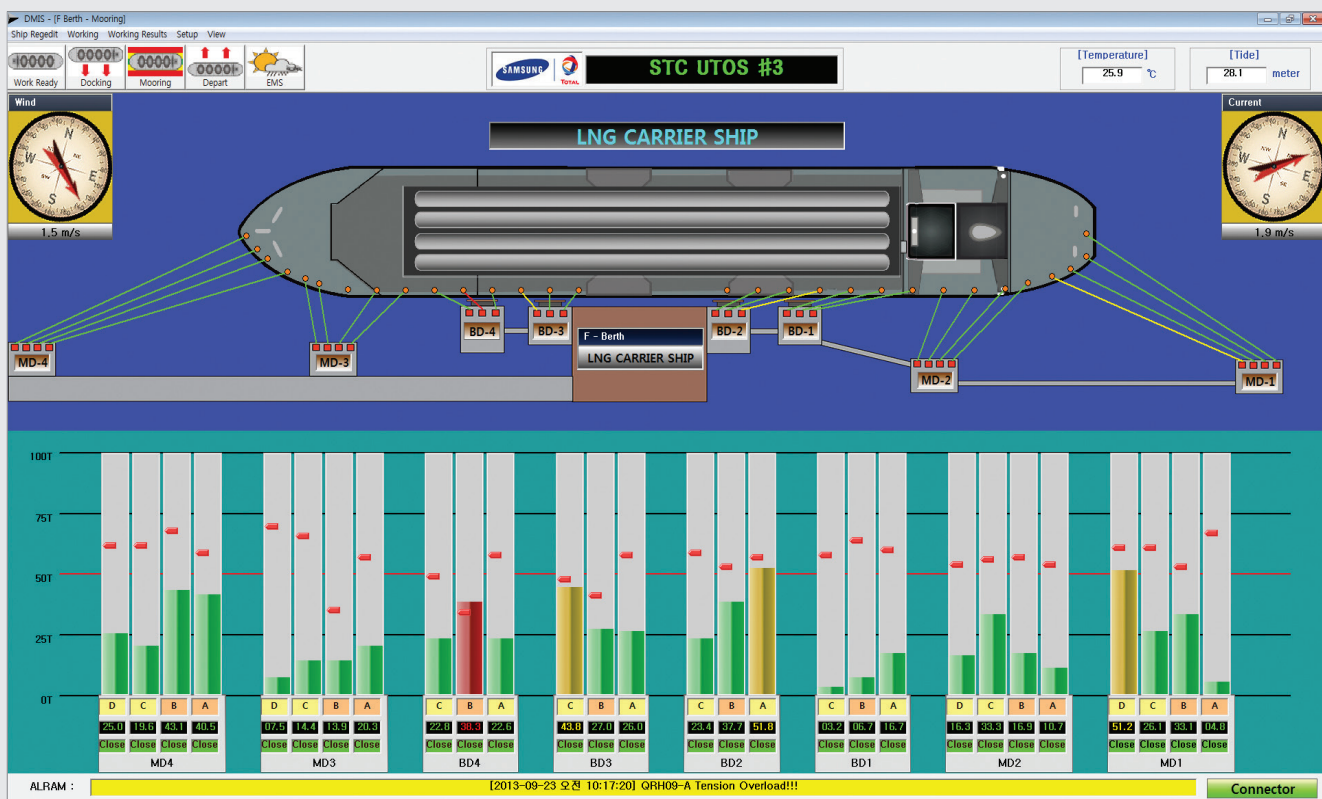 DMIS - [F Berth - Mooring]
Ship Regedit Working Working Results Setup View
Work Ready Docking Mooring Depart EMS
SAMSUNG TOTAL STC UTOS #3
[Temperature] [Tide]
25.9 ℃ 28.1 meter
Wind Current
LNG CARRIER SHIP
1.5 m/s 1.9 m/s
BD-4 BD-3 BD-2 BD-1
F - Berth
LNG CARRIER SHIP
MD-4 MD-3 MD-2 MD-1
100T
75T
50T
25T
0T
D C B A D C B A C B A C B A C B A C B A D C B A D C B A
25.0 19.6 43.1 40.5 07.5 14.4 13.9 20.3 22.8 38.3 22.6 43.8 27.0 26.0 23.4 37.7 51.8 03.2 06.7 16.7 16.3 33.3 16.9 10.7 51.2 26.1 33.1 04.8
Close Close Close Close Close Close Close Close Close Close Close Close Close Close Close Close Close Close Close Close Close Close Close Close Close Close Close Close
MD4 MD3 BD4 BD3 BD2 BD1 MD2 MD1
ALRAM : [2013-09-23 오전 10:17:20] QRH09-A Tension Overload!!! Connector